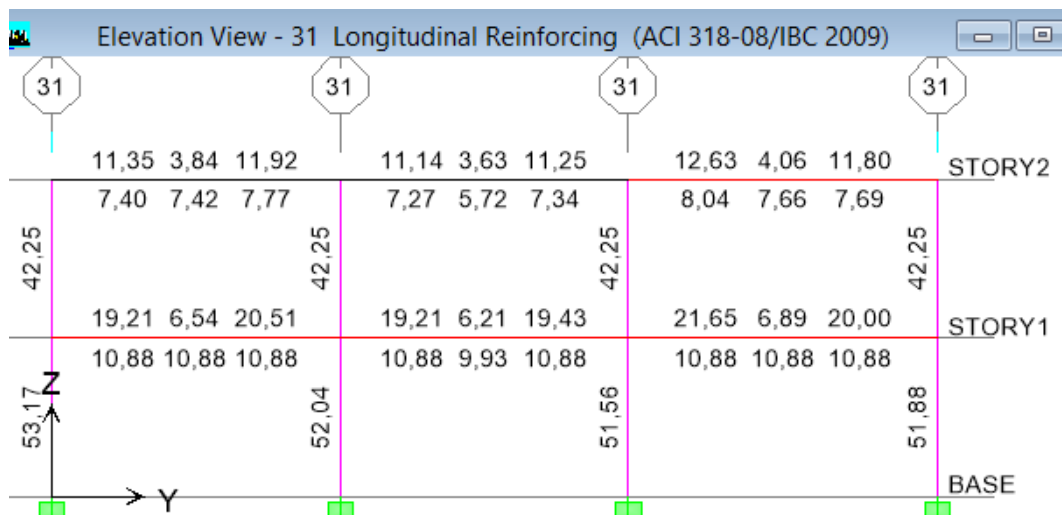 Elevation View - 31 Longitudinal Reinforcing (ACI 318-08/IBC 2009)
31 31 31 31
11,35 3,84 11,92 11,14 3,63 11,25 12,63 4,06 11,80 STORY2
7,40 7,42 7,77 7,27 5,72 7,34 8,04 7,66 7,69
42,25 42,25 42,25 42,25
19,21 6,54 20,51 19,21 6,21 19,43 21,65 6,89 20,00 STORY1
10,88 10,88 10,88 10,88 9,93 10,88 10,88 10,88 10,88
Z
53,17 52,04 51,56 51,88
BASE
Y